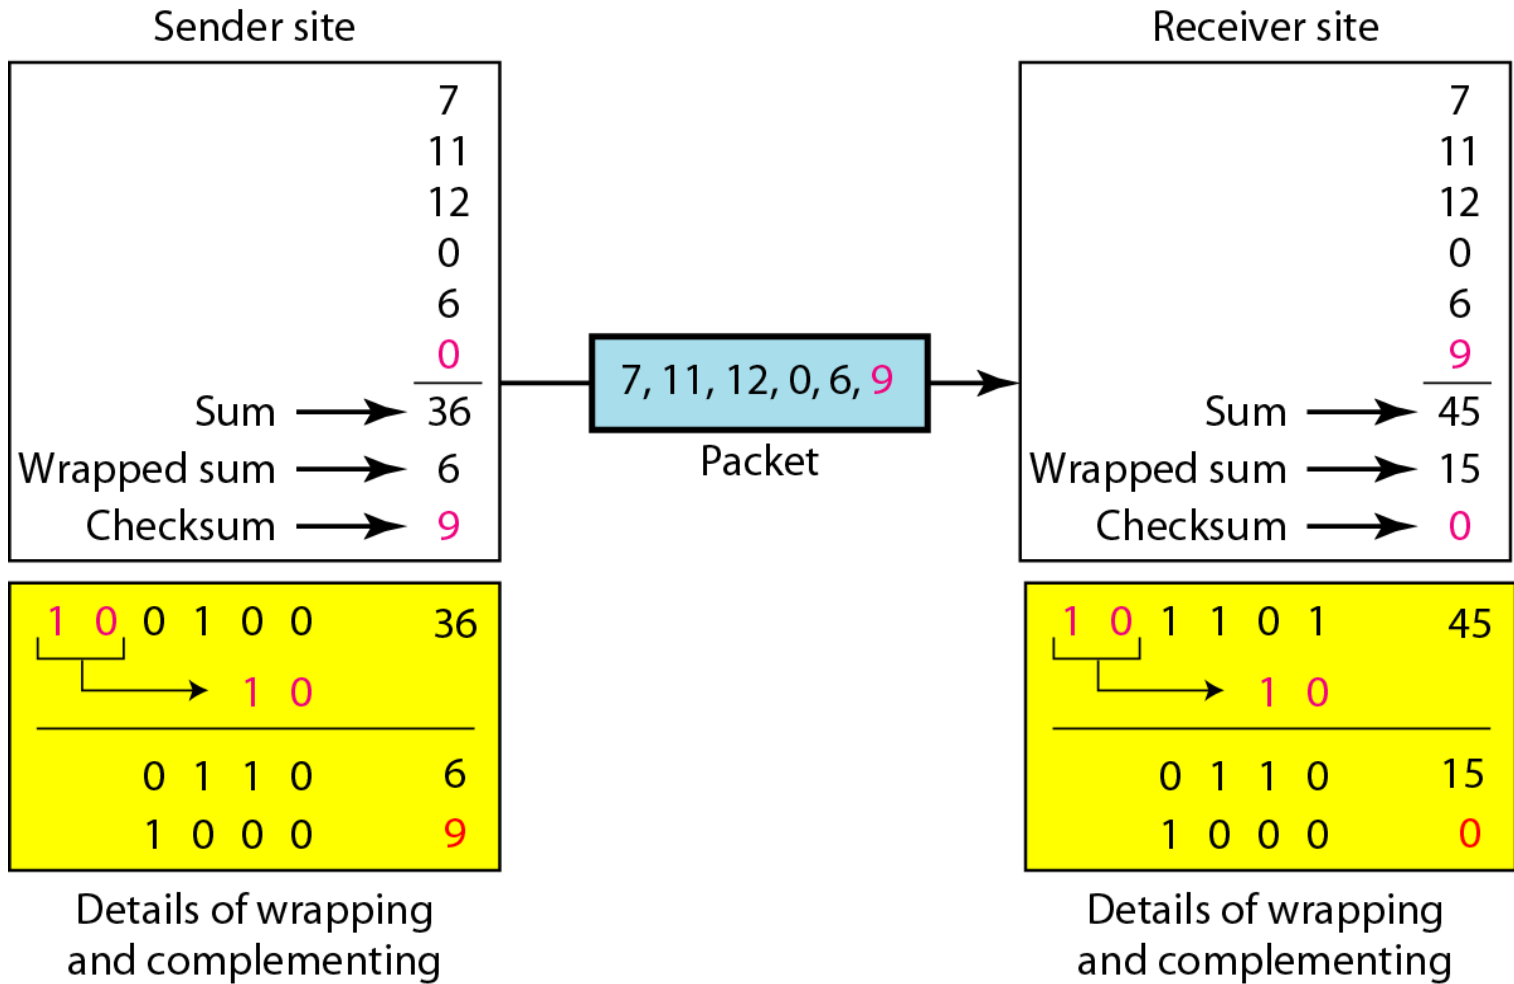 Sender site
7
11
12
0
6
0
Sum 36
Wrapped sum 6
Checksum 9
1 0 0 1 0 0 36
1 0
0 1 1 0 6
1 0 0 0 9
Details of wrapping
and complementing
7, 11, 12, 0, 6, 9
Packet
Receiver site
7
11
12
0
6
9
Sum 45
Wrapped sum 15
Checksum 0
1 0 1 1 0 1 45
1 0
0 1 1 0 15
1 0 0 0 0
Details of wrapping
and complementing